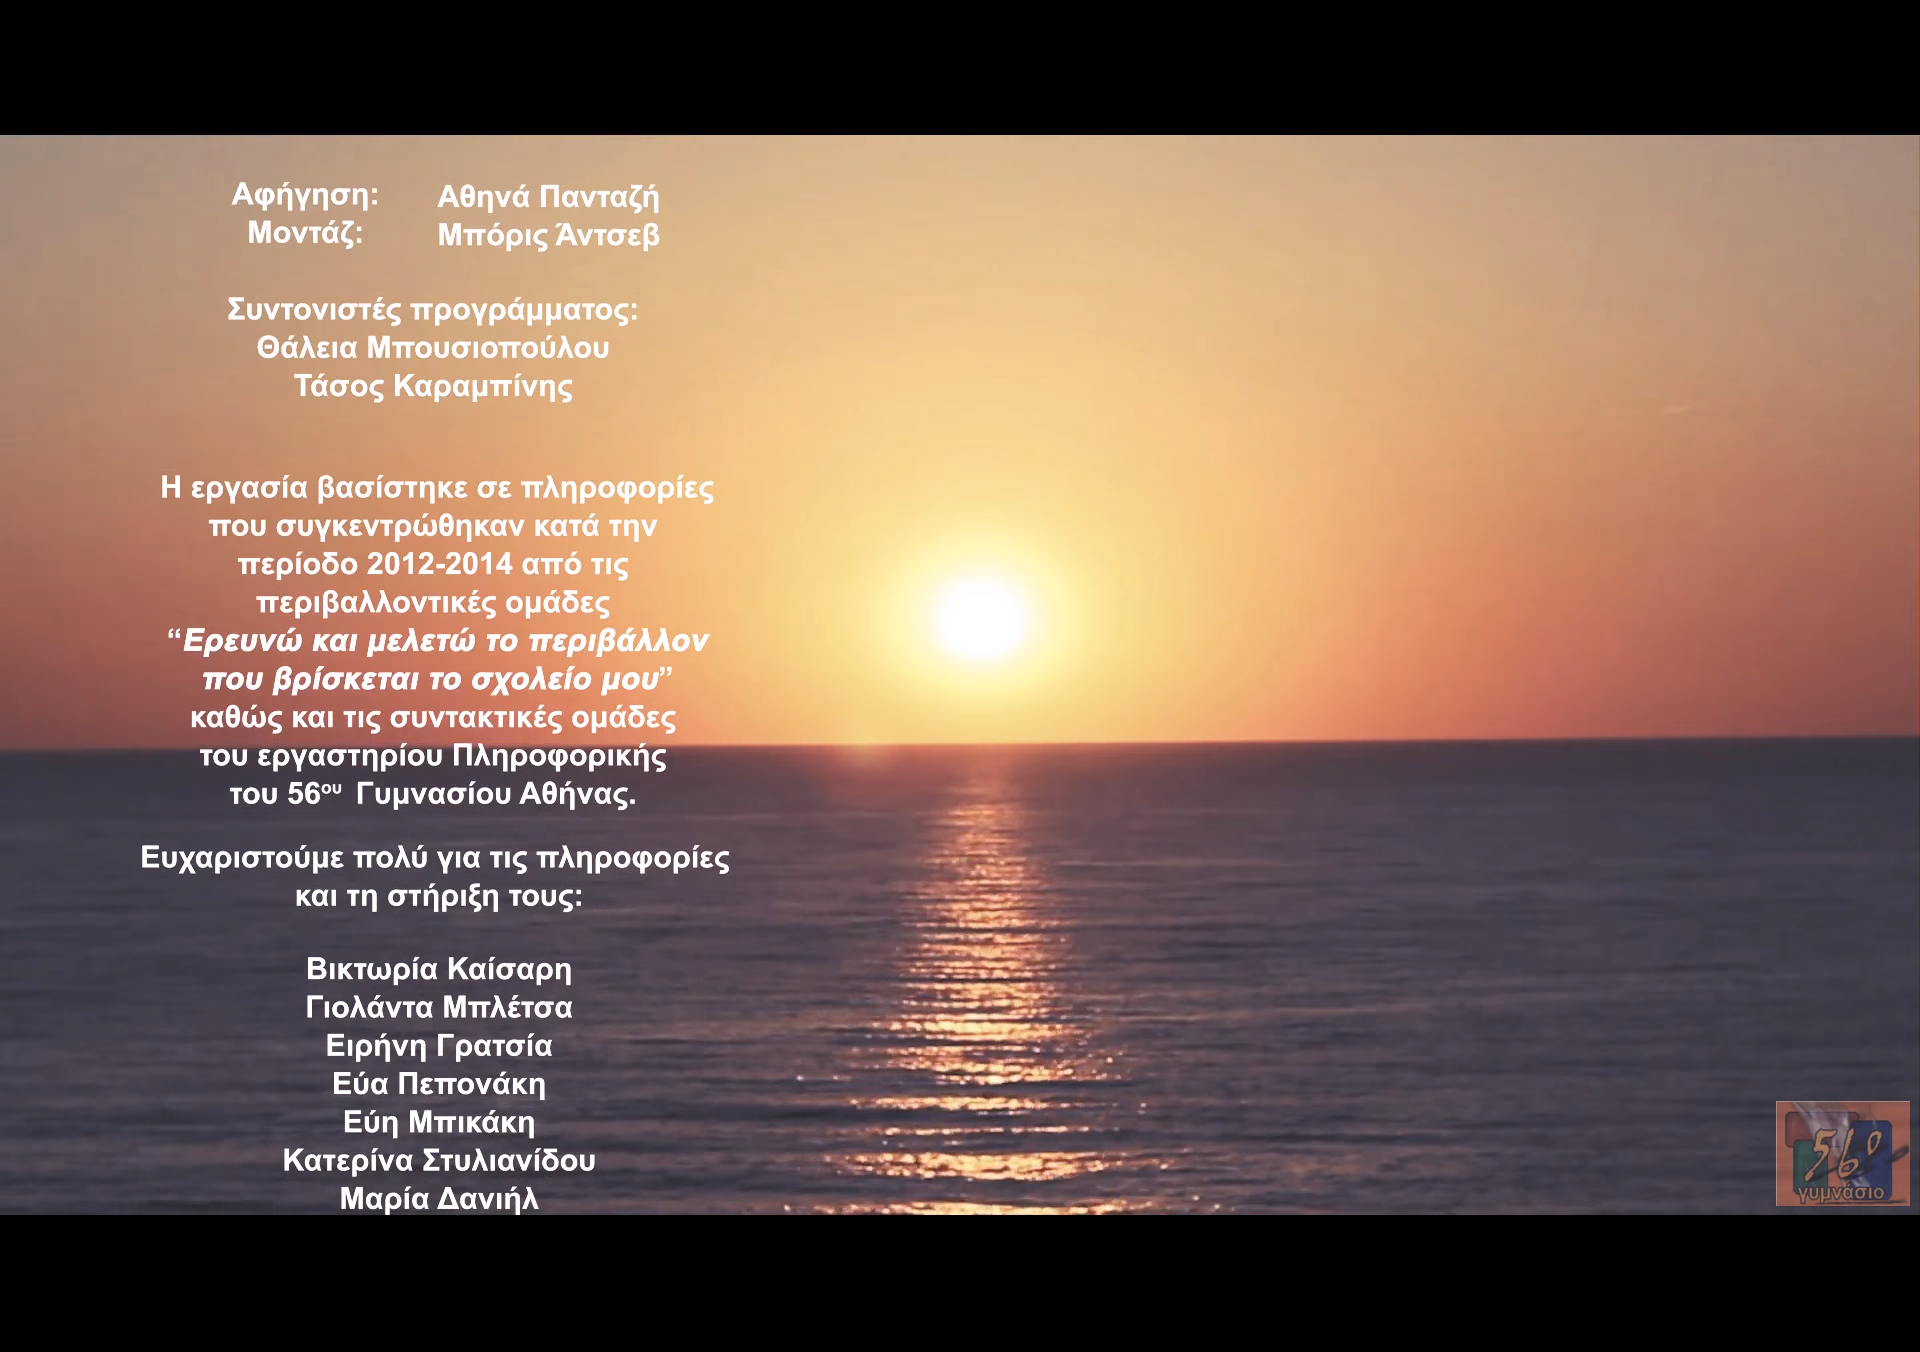 Αφήγηση: Αθηνά Πανταζή
Μοντάζ: Μπόρις Άντσεβ
Συντονιστές προγράμματος:
Θάλεια Μπουσιοπούλου
Τάσος Καραμπίνης
Η εργασία βασίστηκε σε πληροφορίες
που συγκεντρώθηκαν κατά την
περίοδο 2012-2014 από τις
περιβαλλοντικές ομάδες
“Ερευνώ και μελετώ το περιβάλλον
που βρίσκεται το σχολείο μου”
καθώς και τις συντακτικές ομάδες
του εργαστηρίου Πληροφορικής
του 56ου Γυμνασίου Αθήνας.
Ευχαριστούμε πολύ για τις πληροφορίες
και τη στήριξη τους:
Βικτωρία Καίσαρη
Γιολάντα Μπλέτσα
Ειρήνη Γρατσία
Εύα Πεπονάκη
Εύη Μπικάκη
Κατερίνα Στυλιανίδου
Μαρία Δανιήλ
56ο
γυμνάσιο